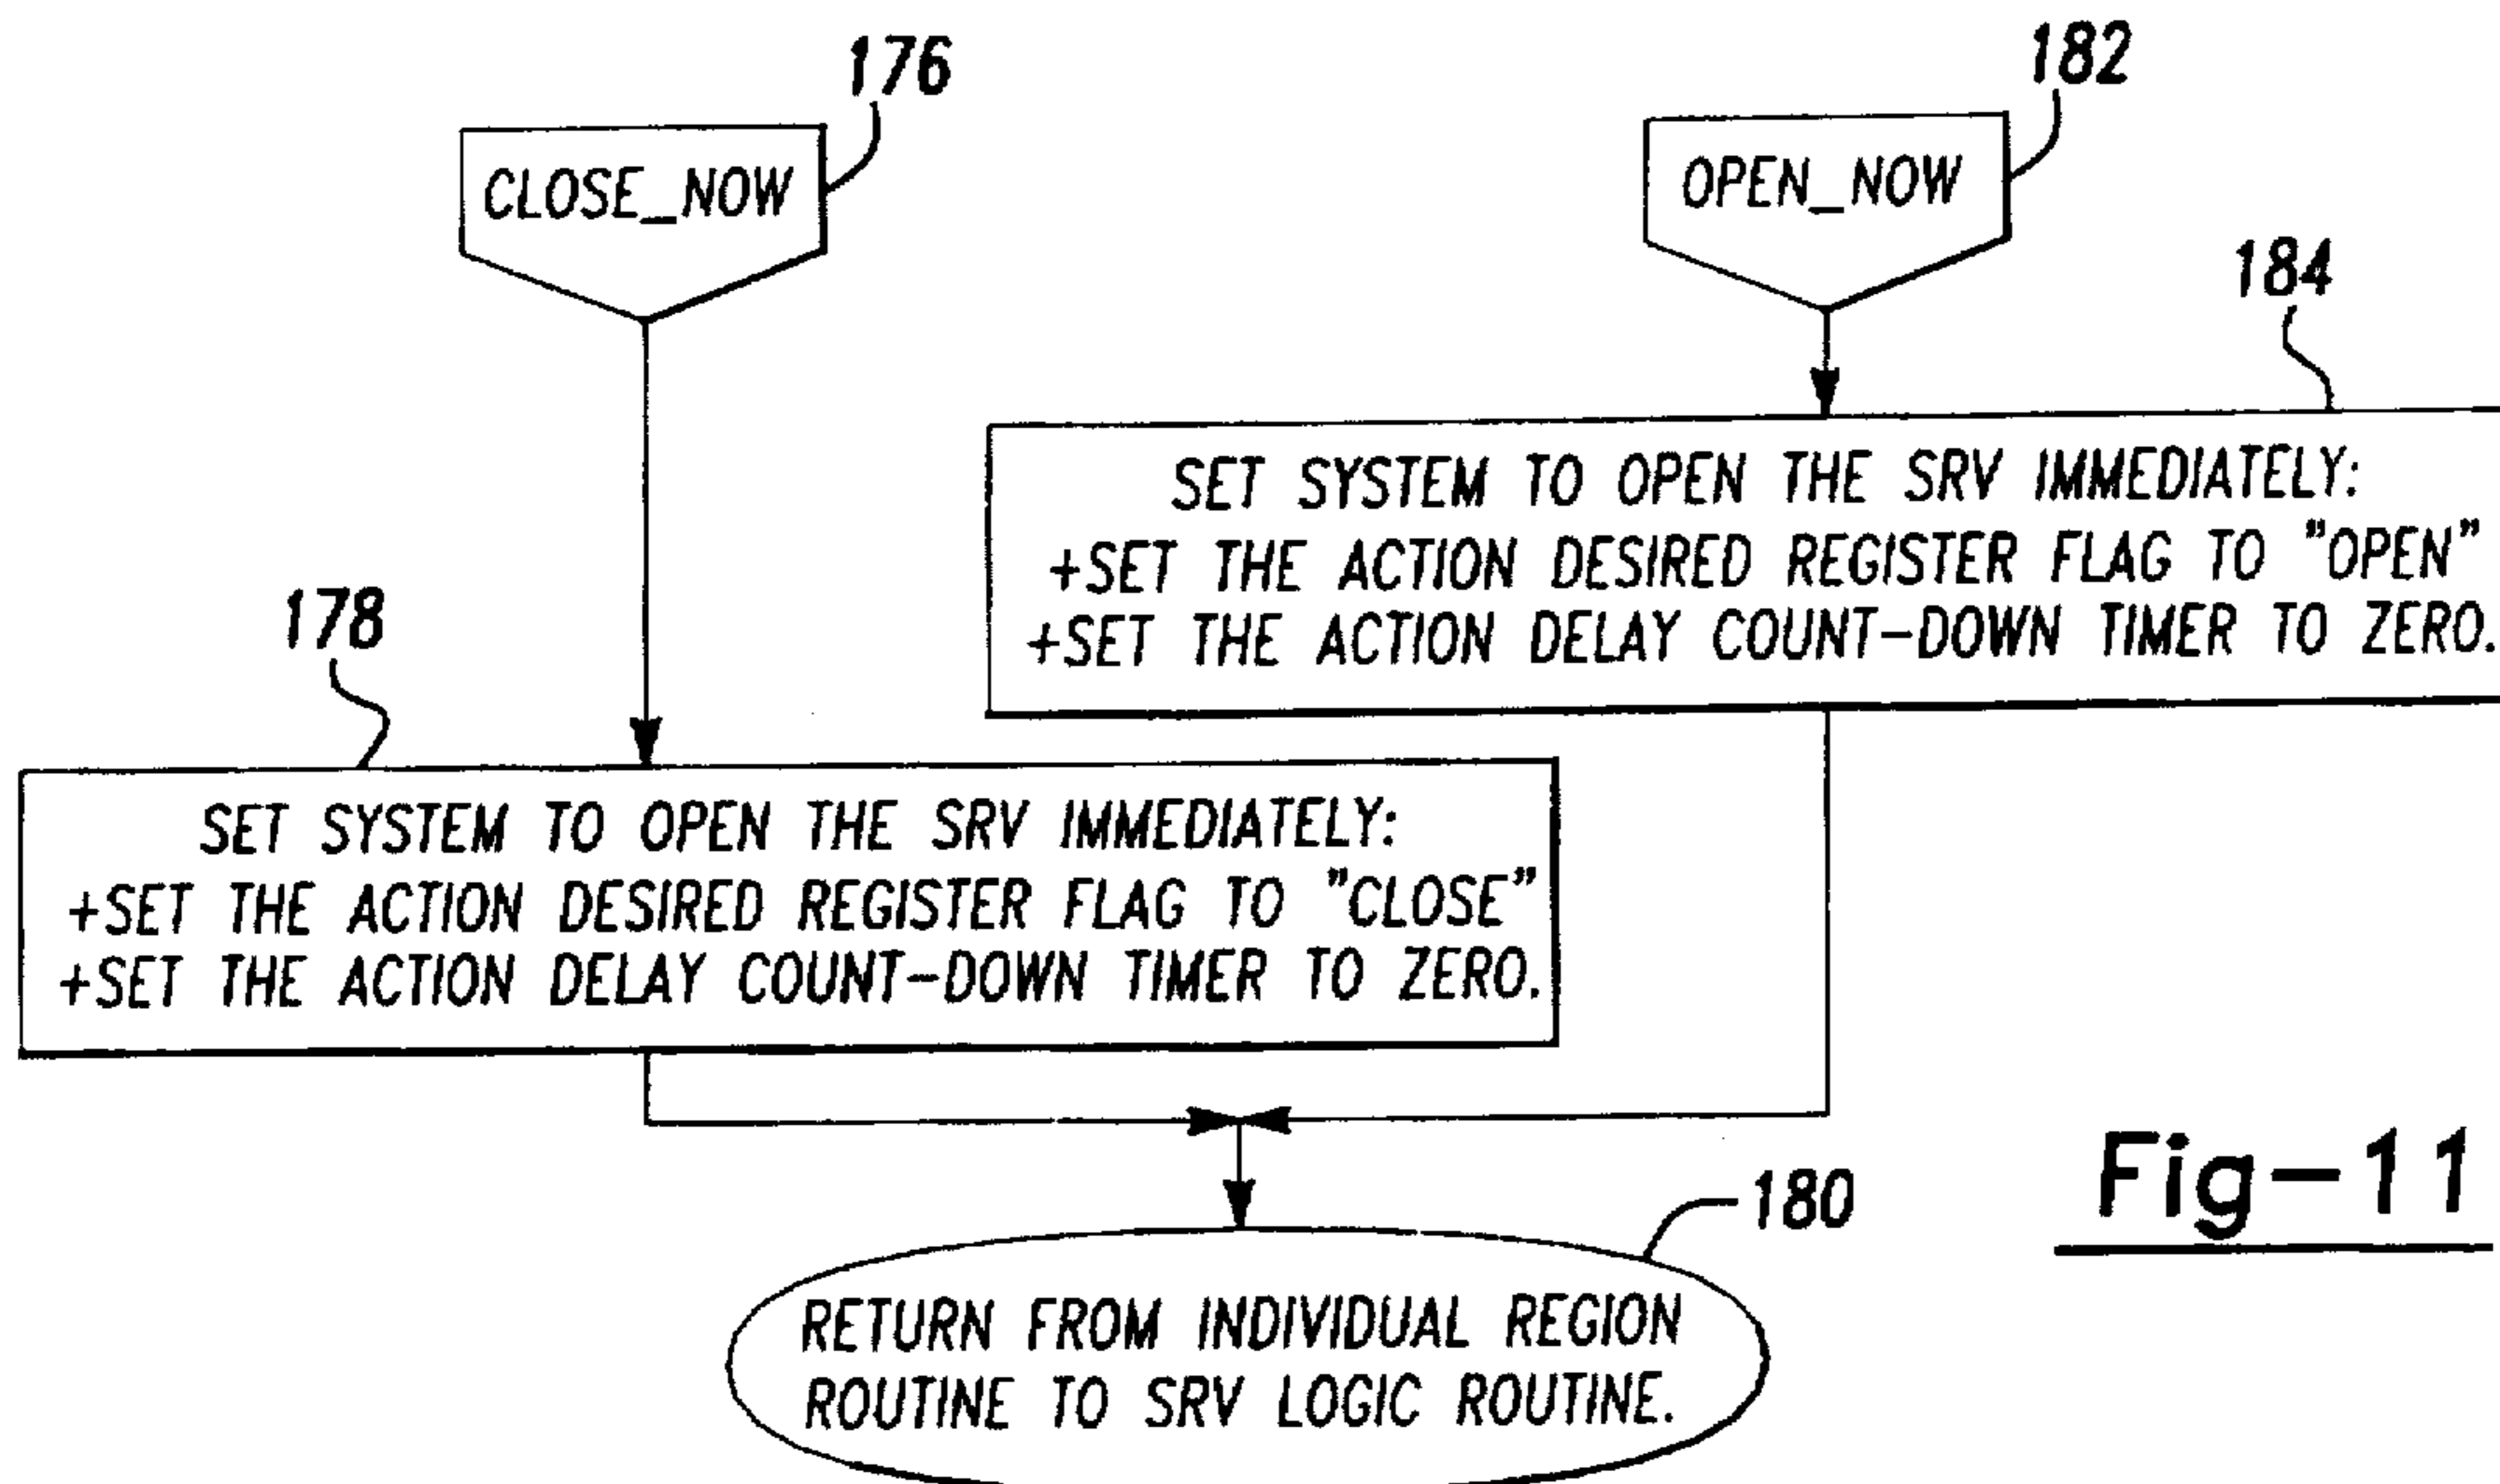 176
182
CLOSE_NOW
OPEN_NOW
184
SET SYSTEM TO OPEN THE SRV IMMEDIATELY:
+SET THE ACTION DESIRED REGISTER FLAG TO "OPEN"
+SET THE ACTION DELAY COUNT-DOWN TIMER TO ZERO.
178
SET SYSTEM TO OPEN THE SRV IMMEDIATELY:
+SET THE ACTION DESIRED REGISTER FLAG TO "CLOSE"
+SET THE ACTION DELAY COUNT-DOWN TIMER TO ZERO.
Fig-11
180
RETURN FROM INDIVIDUAL REGION
ROUTINE TO SRV LOGIC ROUTINE.